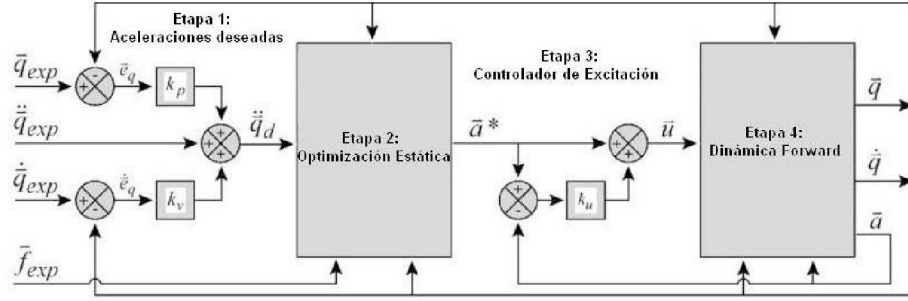 Etapa 1:
Aceleraciones deseadas
Etapa 3:
Controlador de Excitación
q̄exp
ēq
kp
q̄
+
-
+
+
+
q̄̈exp
q̄̈d
Etapa 2:
Optimización Estática
ā*
+
+
ū
Etapa 4:
Dinámica Forward
q̄̇exp
ē̇q
kv
+
-
+
-
ku
q̄̇
ā
f̄exp